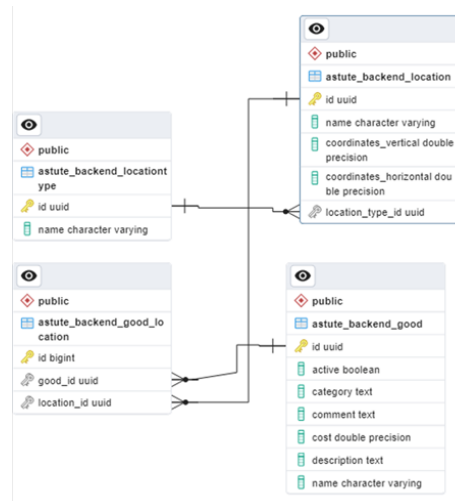 public
astute_backend_location
id uuid
name character varying
coordinates_vertical double
precision
coordinates_horizontal dou
ble precision
location_type_id uuid
public
astute_backend_locationt
ype
id uuid
name character varying
public
astute_backend_good_lo
cation
id bigint
good_id uuid
location_id uuid
public
astute_backend_good
id uuid
active boolean
category text
comment text
cost double precision
description text
name character varying